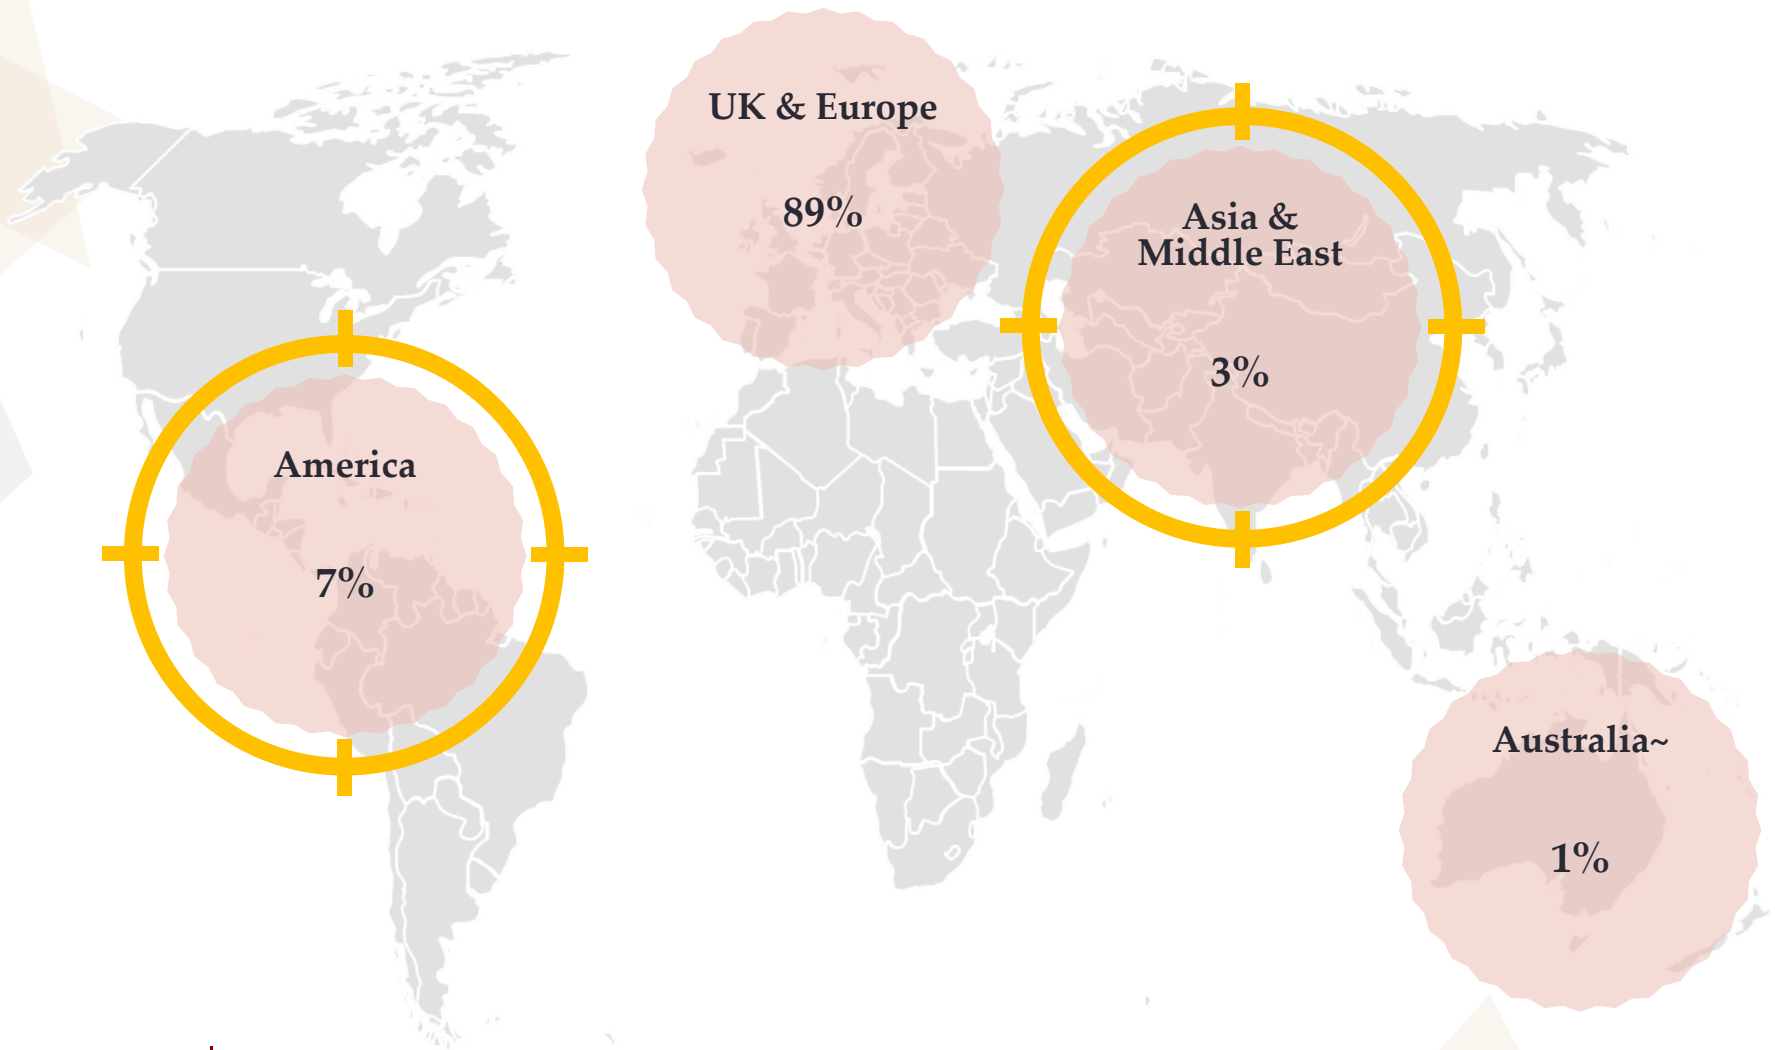 UK & Europe
89%
Asia &
Middle East
3%
America
7%
Australia~
1%